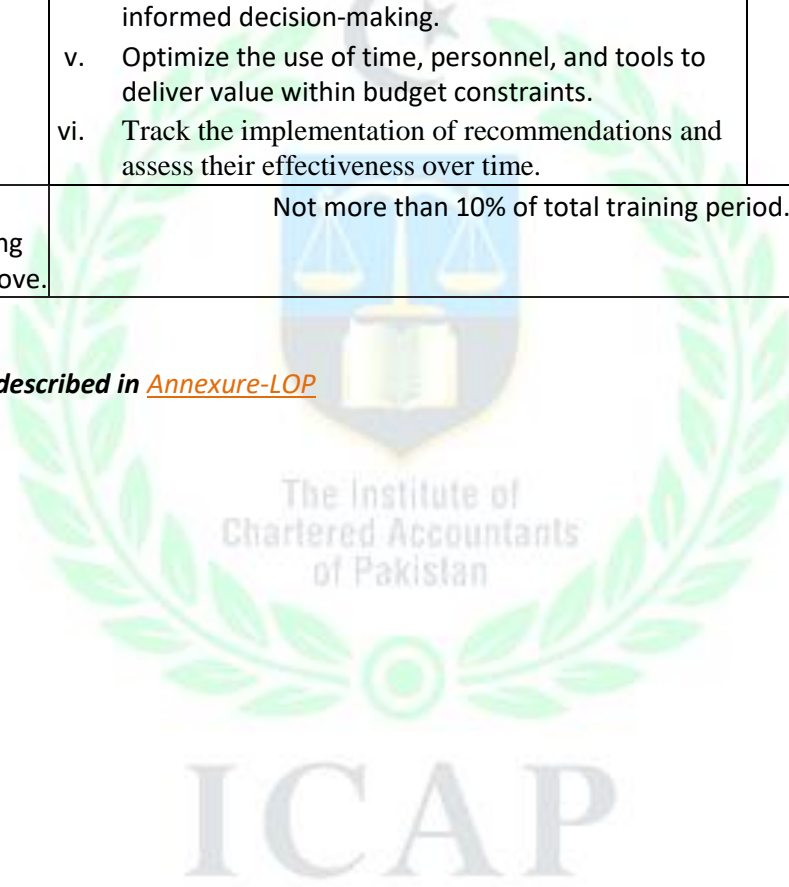 informed decision-making.
v. Optimize the use of time, personnel, and tools to
deliver value within budget constraints.
vi. Track the implementation of recommendations and
assess their effectiveness over time.
Not more than 10% of total training period.
ng
ove.
described in Annexure-LOP
The Institute of
Chartered Accountants
of Pakistan
ICAP